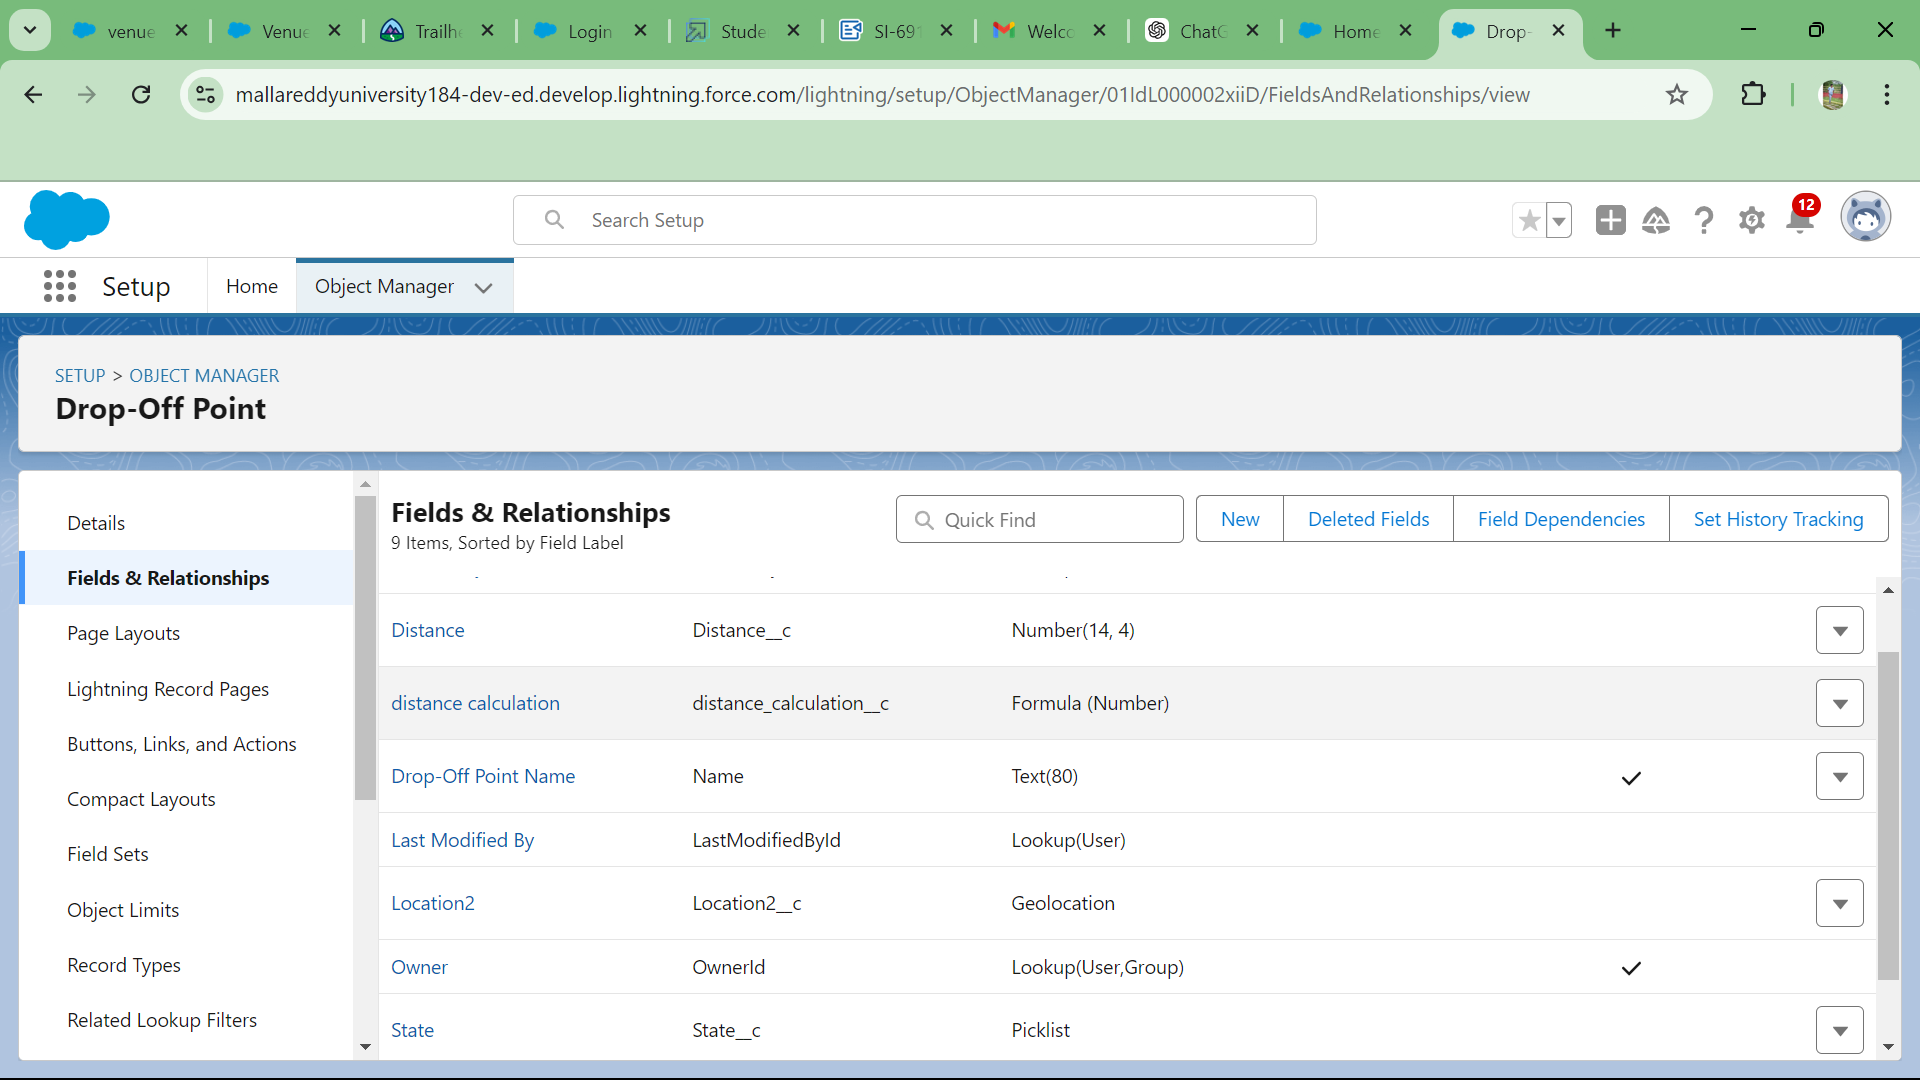 venue
Venue
Trailh
Login
Stude
SI-691
Welco
ChatG
Home
Drop-
mallareddyuniversity184-dev-ed.develop.lightning.force.com/lightning/setup/ObjectManager/01IdL000002xiiD/FieldsAndRelationships/view
Search Setup
12
Setup
Home
Object Manager
SETUP > OBJECT MANAGER
Drop-Off Point
Details
Fields & Relationships
Page Layouts
Lightning Record Pages
Buttons, Links, and Actions
Compact Layouts
Field Sets
Object Limits
Record Types
Related Lookup Filters
Fields & Relationships
9 Items, Sorted by Field Label
Quick Find
New
Deleted Fields
Field Dependencies
Set History Tracking
Distance Distance__c Number(14, 4)
distance calculation distance_calculation__c Formula (Number)
Drop-Off Point Name Name Text(80)
Last Modified By LastModifiedById Lookup(User)
Location2 Location2__c Geolocation
Owner OwnerId Lookup(User,Group)
State State__c Picklist